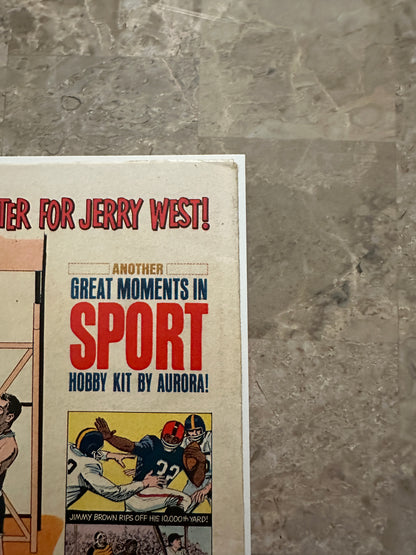 TER FOR JERRY WEST!
ANOTHER
GREAT MOMENTS IN
SPORT
HOBBY KIT BY AURORA!
32
JIMMY BROWN RIPS OFF HIS 10,000th YARD!